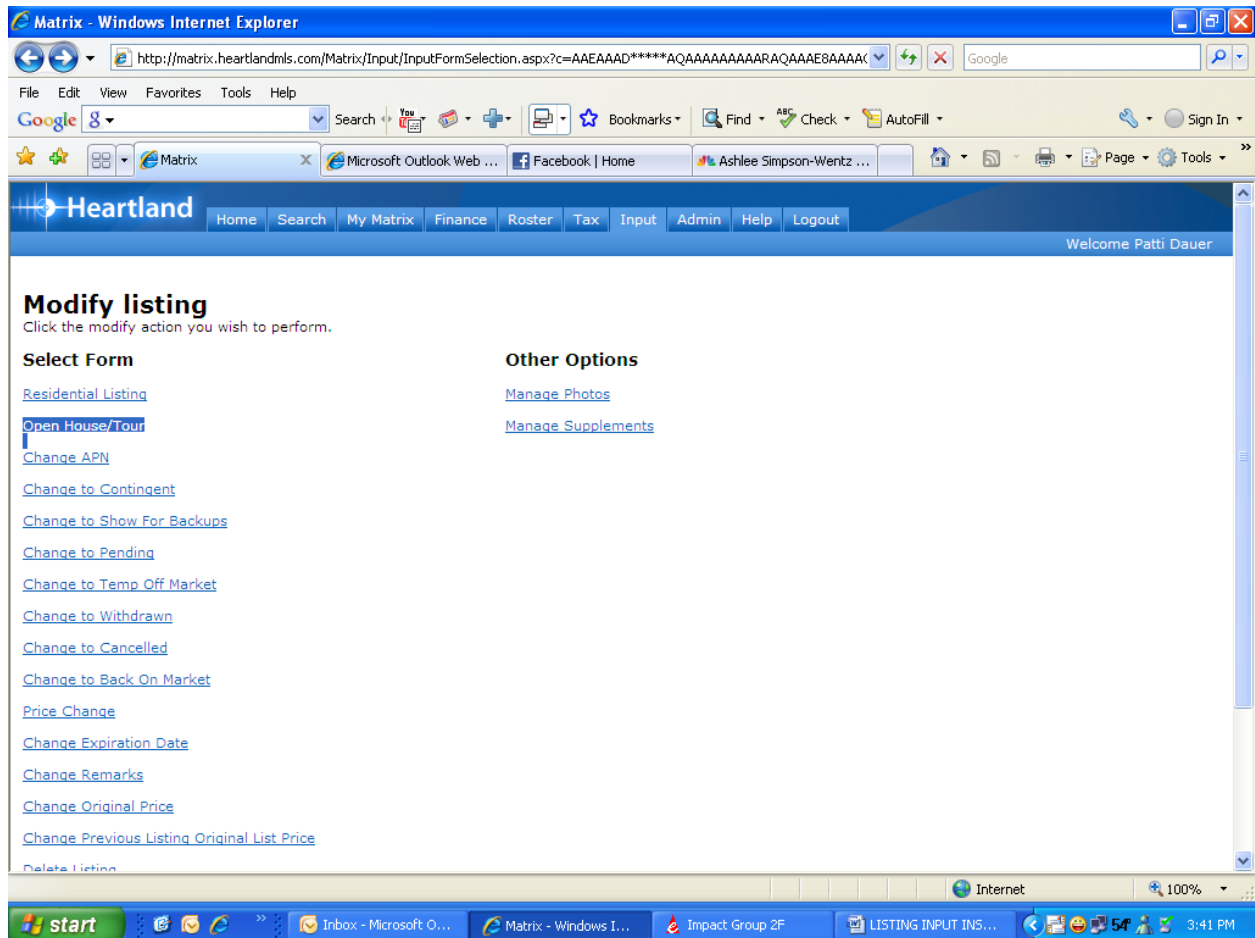 Matrix - Windows Internet Explorer
http://matrix.heartlandmls.com/Matrix/Input/InputFormSelection.aspx?c=AAEAAAD*****AQAAAAAAAAARAQAAAE8AAAA( Google
File Edit View Favorites Tools Help
Google Search Bookmarks Find Check AutoFill Sign In
Matrix Microsoft Outlook Web ... Facebook | Home Ashlee Simpson-Wentz ... Page Tools
Heartland Home Search My Matrix Finance Roster Tax Input Admin Help Logout
Welcome Patti Dauer
Modify listing
Click the modify action you wish to perform.
Select Form Other Options
Residential Listing Manage Photos
Open House/Tour Manage Supplements
Change APN
Change to Contingent
Change to Show For Backups
Change to Pending
Change to Temp Off Market
Change to Withdrawn
Change to Cancelled
Change to Back On Market
Price Change
Change Expiration Date
Change Remarks
Change Original Price
Change Previous Listing Original List Price
Delete Listing
Internet 100%
start Inbox - Microsoft O... Matrix - Windows I... Impact Group 2F LISTING INPUT INS... 54° 3:41 PM